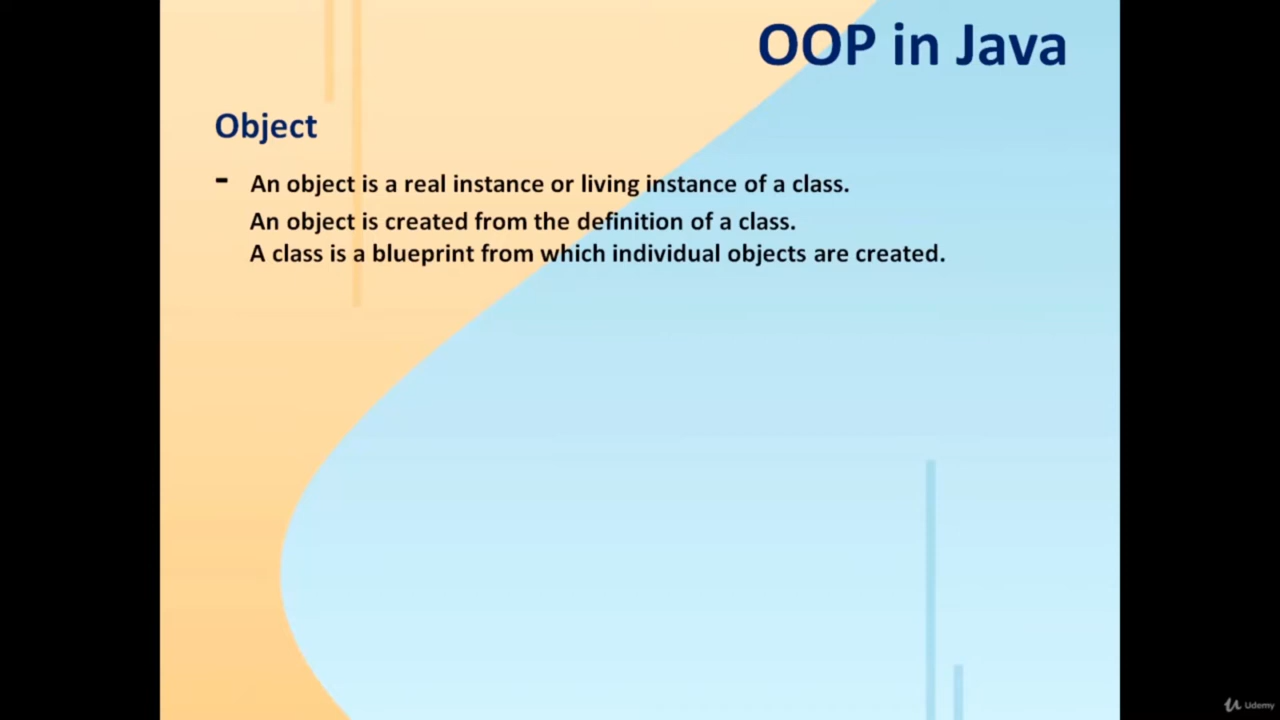 OOP in Java
Object
- An object is a real instance or living instance of a class.
An object is created from the definition of a class.
A class is a blueprint from which individual objects are created.
Udemy